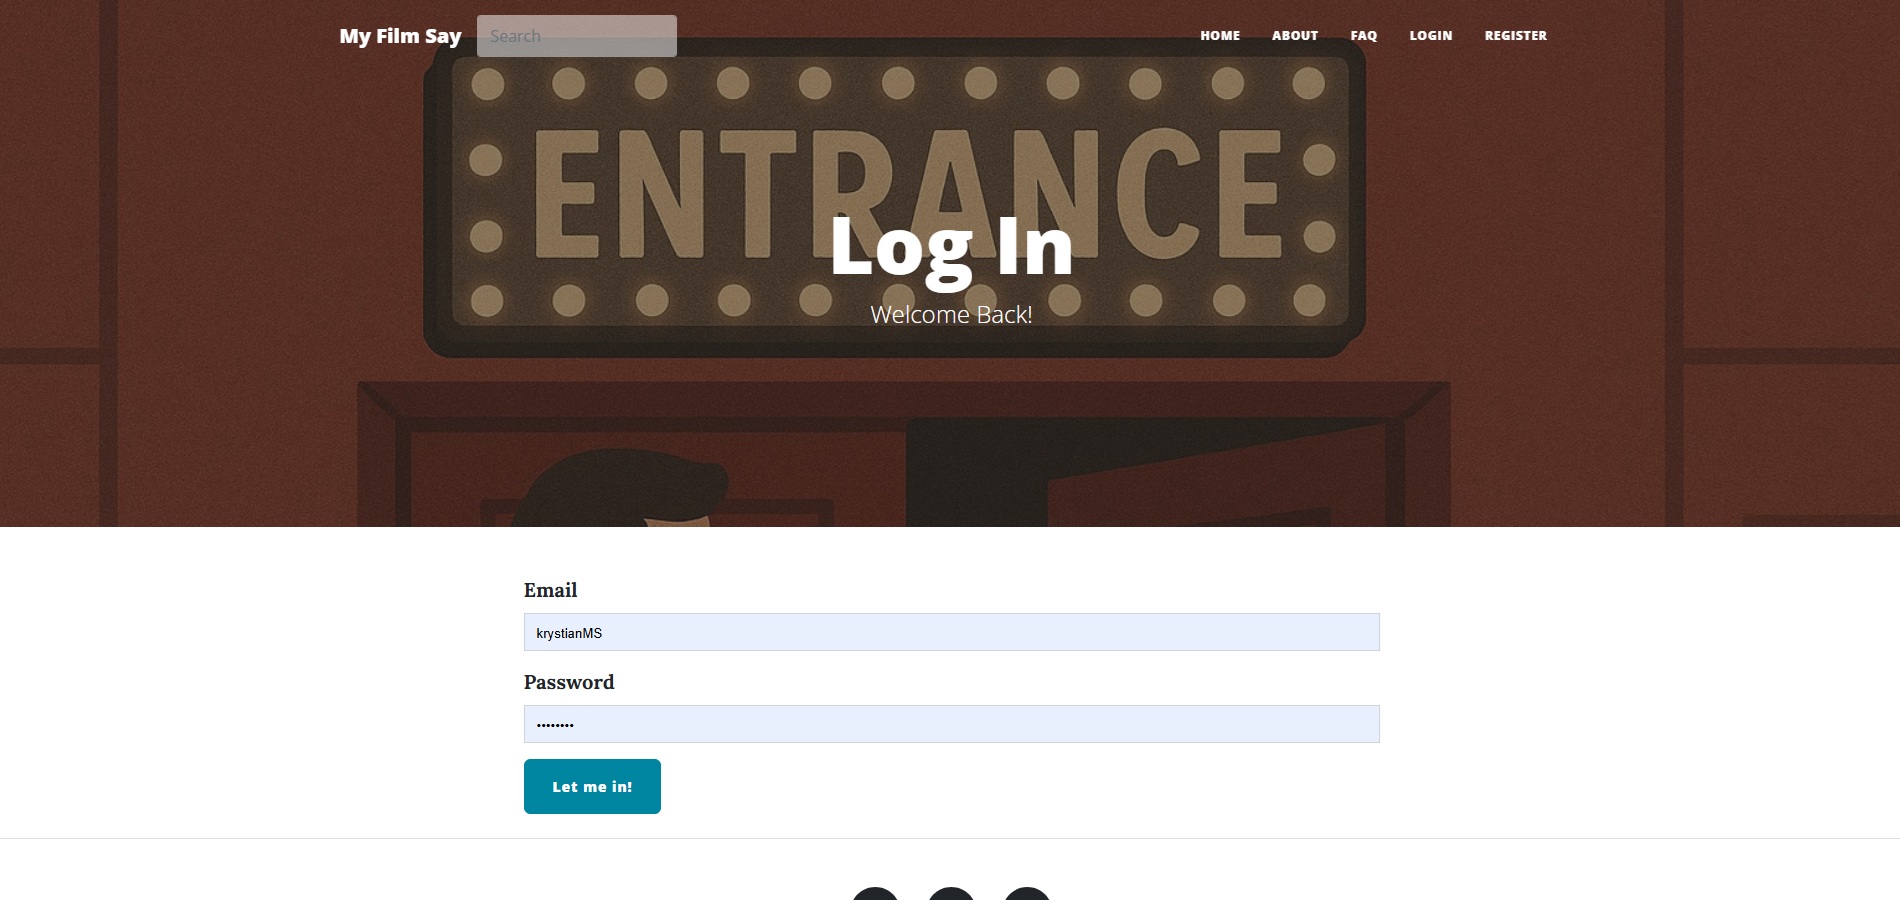 My Film Say
Search
HOME
ABOUT
FAQ
LOGIN
REGISTER
ENTRANCE
Log In
Welcome Back!
Email
krystianMS
Password
••••••••
Let me in!